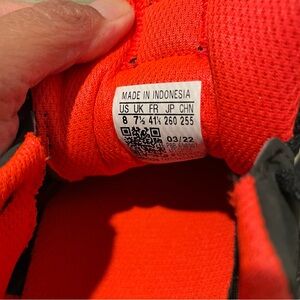 MADE IN INDONESIA
US UK FR JP CHN
8 7½ 41⅓ 260 255
03/22